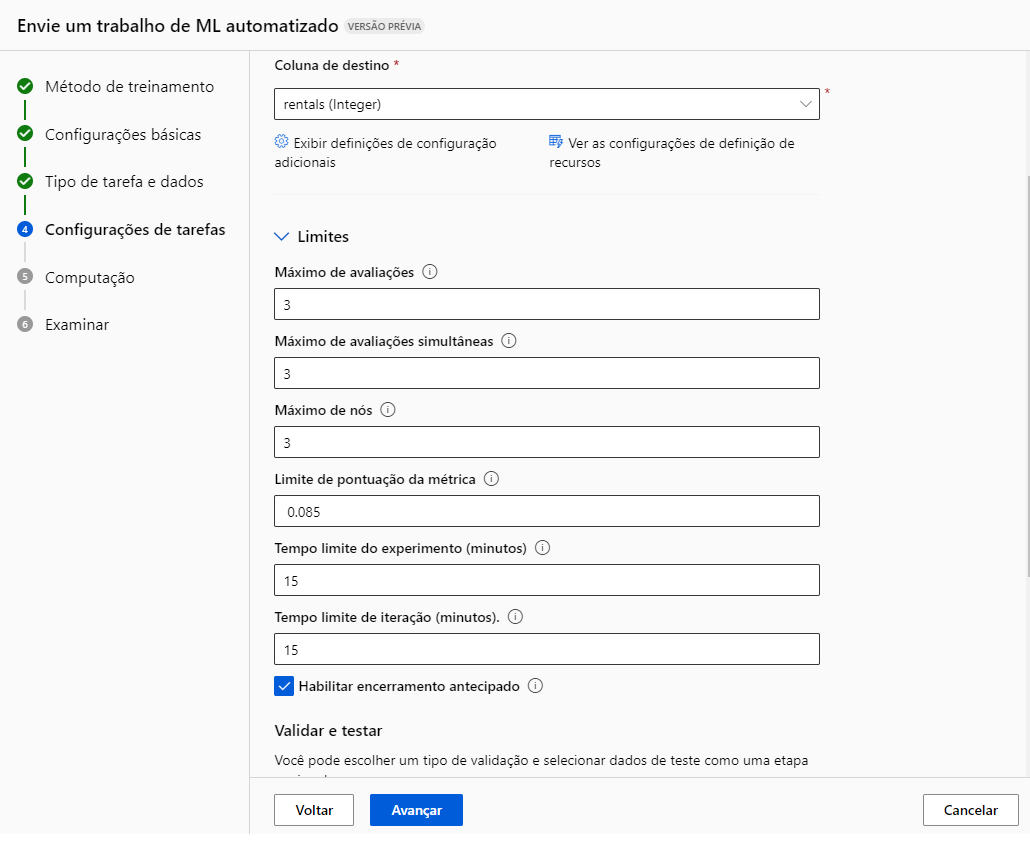 Envie um trabalho de ML automatizado VERSÃO PRÉVIA
Método de treinamento
Configurações básicas
Tipo de tarefa e dados
4 Configurações de tarefas
5 Computação
6 Examinar
Coluna de destino *
rentals (Integer) *
Exibir definições de configuração
adicionais
Ver as configurações de definição de
recursos
Limites
Máximo de avaliações
3
Máximo de avaliações simultâneas
3
Máximo de nós
3
Limite de pontuação da métrica
0.085
Tempo limite do experimento (minutos)
15
Tempo limite de iteração (minutos).
15
Habilitar encerramento antecipado
Validar e testar
Você pode escolher um tipo de validação e selecionar dados de teste como uma etapa
Voltar
Avançar
Cancelar